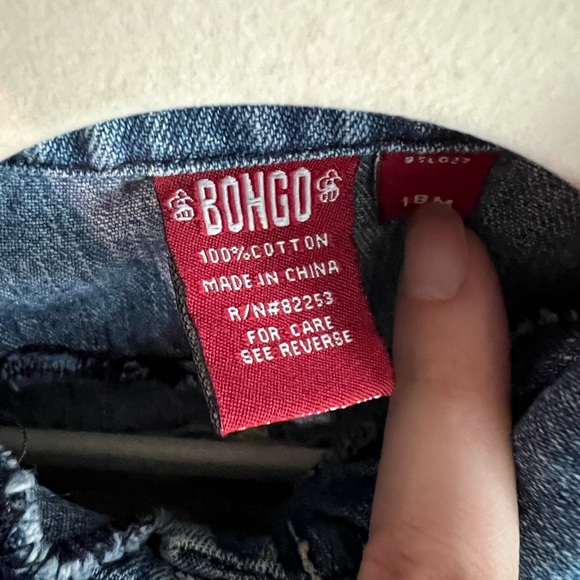 BONGO
100% COTTON
MADE IN CHINA
R/N#82253
FOR CARE
SEE REVERSE
18M